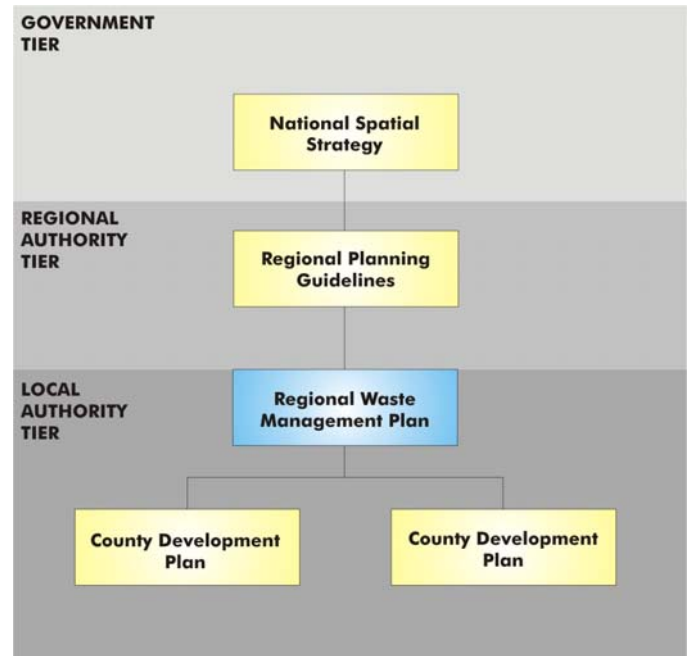 GOVERNMENT
TIER
National Spatial
Strategy
REGIONAL
AUTHORITY
TIER
Regional Planning
Guidelines
LOCAL
AUTHORITY
TIER
Regional Waste
Management Plan
County Development
Plan
County Development
Plan